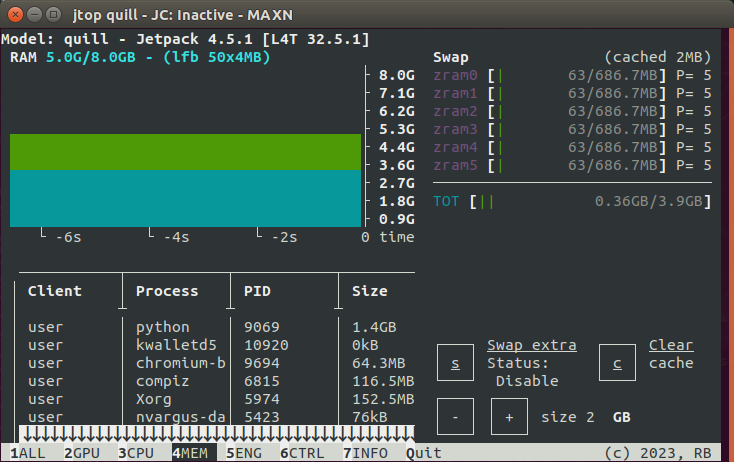 jtop quill - JC: Inactive - MAXN
Model: quill - Jetpack 4.5.1 [L4T 32.5.1]
RAM 5.0G/8.0GB - (lfb 50x4MB)
8.0G
7.1G
6.2G
5.3G
4.4G
3.6G
2.7G
1.8G
0.9G
-6s -4s -2s 0 time
Swap (cached 2MB)
zram0 [| 63/686.7MB] P= 5
zram1 [| 63/686.7MB] P= 5
zram2 [| 63/686.7MB] P= 5
zram3 [| 63/686.7MB] P= 5
zram4 [| 63/686.7MB] P= 5
zram5 [| 63/686.7MB] P= 5
TOT [|| 0.36GB/3.9GB]
Client Process PID Size
user python 9069 1.4GB
user kwalletd5 10920 0kB
user chromium-b 9694 64.3MB
user compiz 6815 116.5MB
user Xorg 5974 152.5MB
user nvargus-da 5423 76kB
s Swap extra
Status:
Disable
c Clear
cache
- + size 2 GB
1ALL 2GPU 3CPU 4MEM 5ENG 6CTRL 7INFO Quit (c) 2023, RB